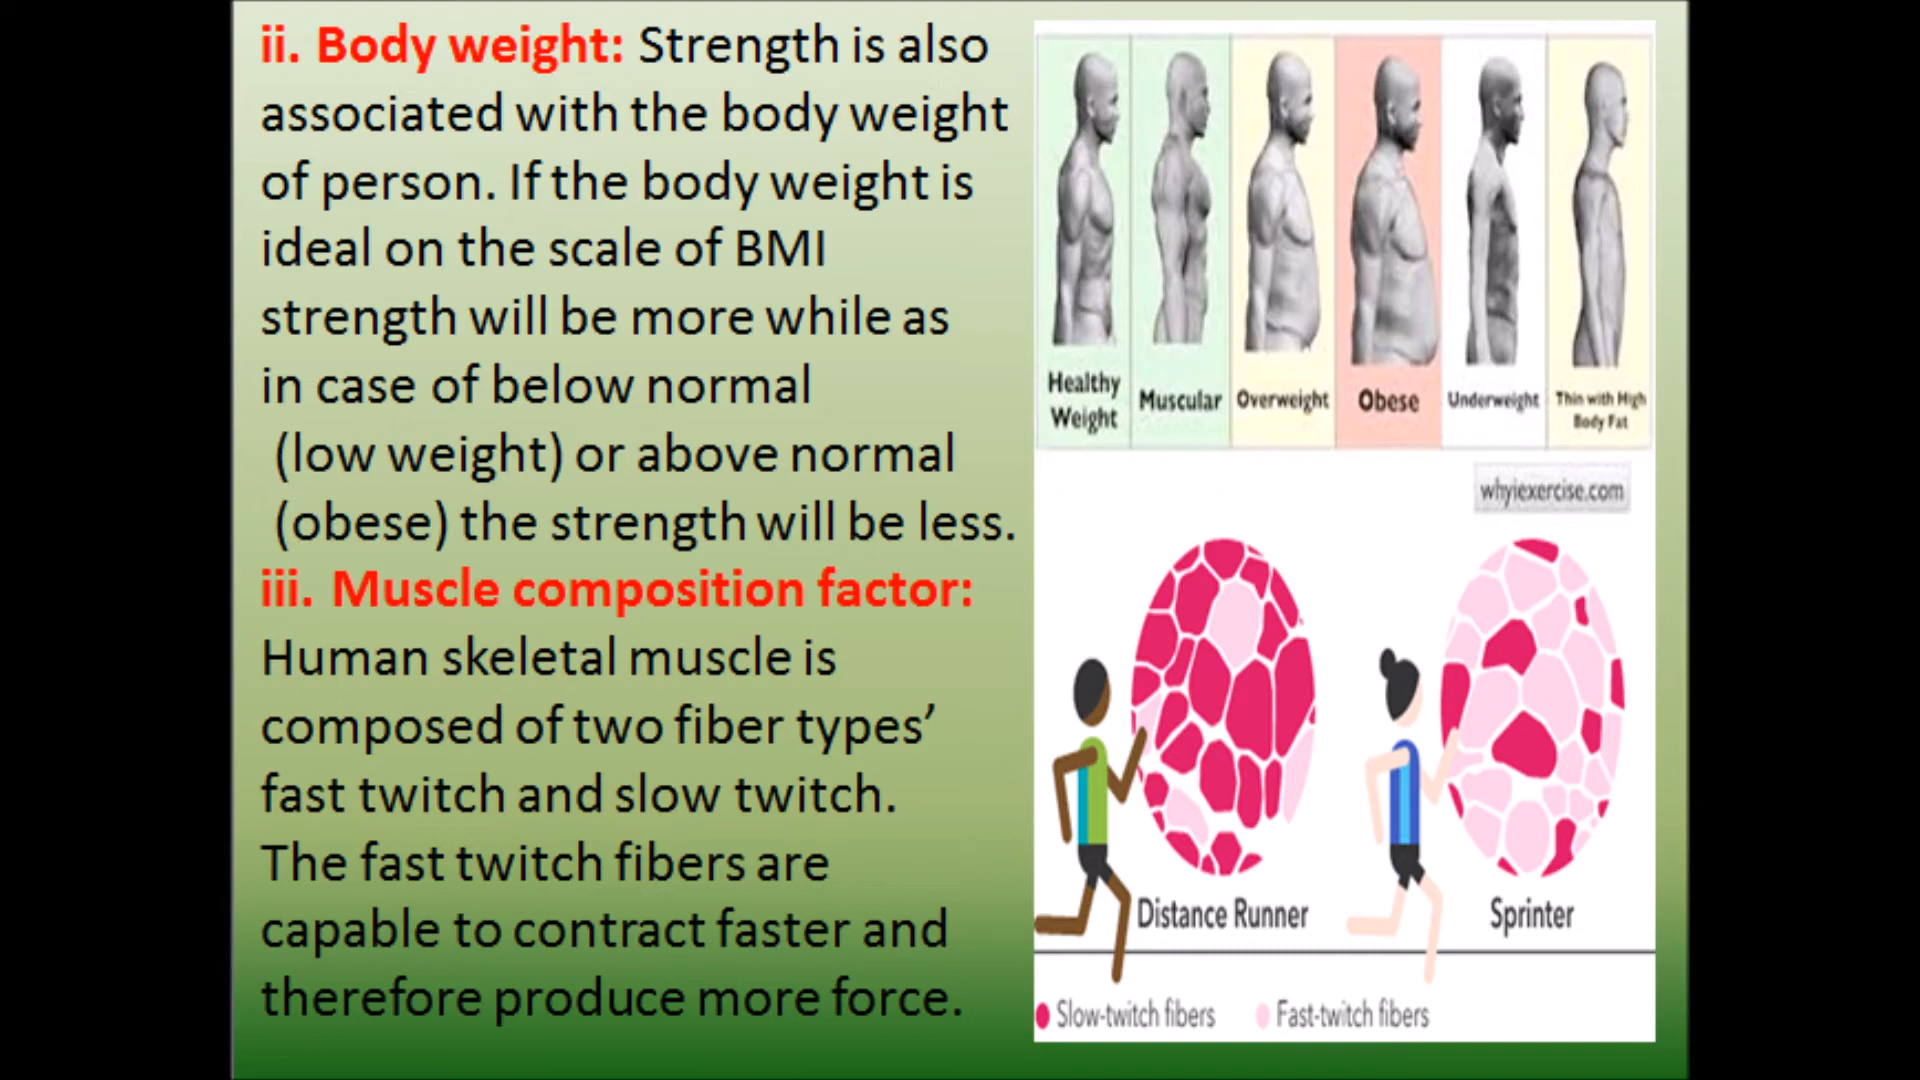 ii. Body weight: Strength is also
associated with the body weight
of person. If the body weight is
ideal on the scale of BMI
strength will be more while as
in case of below normal
(low weight) or above normal
(obese) the strength will be less.
iii. Muscle composition factor:
Human skeletal muscle is
composed of two fiber types’
fast twitch and slow twitch.
The fast twitch fibers are
capable to contract faster and
therefore produce more force.
Healthy
Weight
Muscular
Overweight
Obese
Underweight
Thin with High
Body Fat
whyiexercise.com
Distance Runner
Sprinter
Slow-twitch fibers
Fast-twitch fibers